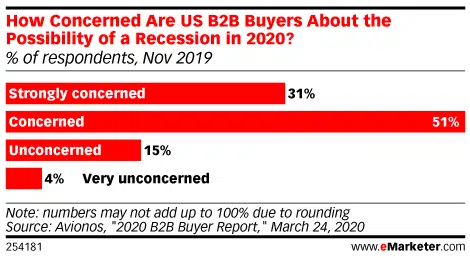 How Concerned Are US B2B Buyers About the
Possibility of a Recession in 2020?
% of respondents, Nov 2019
Strongly concerned 31%
Concerned 51%
Unconcerned 15%
4% Very unconcerned
Note: numbers may not add up to 100% due to rounding
Source: Avionos, "2020 B2B Buyer Report," March 24, 2020
254181 www.eMarketer.com